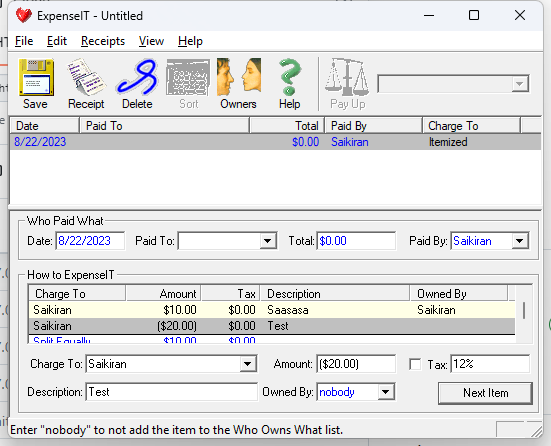 ExpenseIT - Untitled
File Edit Receipts View Help
Save Receipt Delete Sort Owners Help Pay Up
Date Paid To Total Paid By Charge To
8/22/2023 $0.00 Saikiran Itemized
Who Paid What
Date: 8/22/2023 Paid To: Total: $0.00 Paid By: Saikiran
How to ExpenseIT
Charge To Amount Tax Description Owned By
Saikiran $10.00 $0.00 Saasasa Saikiran
Saikiran ($20.00) $0.00 Test
Split Equally $10.00 $0.00
Charge To: Saikiran Amount: ($20.00) Tax: 12%
Description: Test Owned By: nobody Next Item
Enter "nobody" to not add the item to the Who Owns What list.